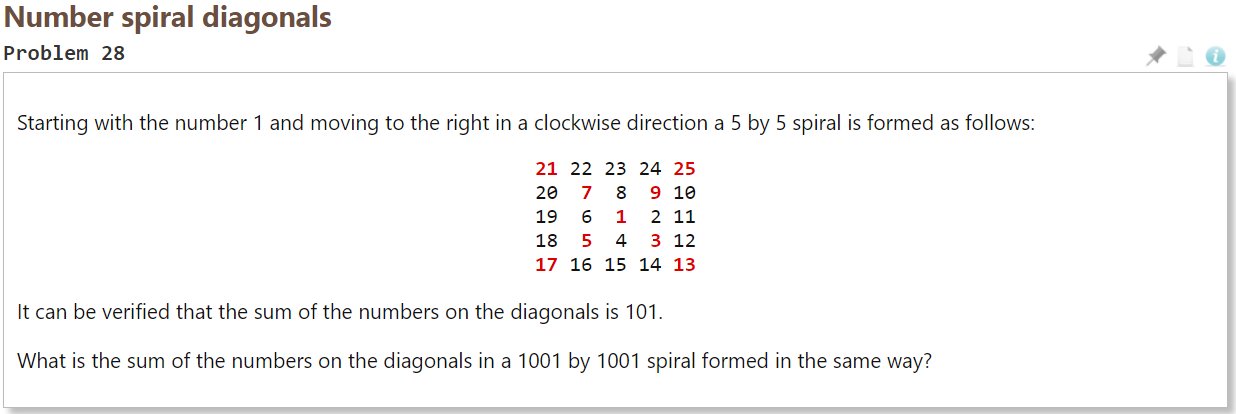 Number spiral diagonals
Problem 28
Starting with the number 1 and moving to the right in a clockwise direction a 5 by 5 spiral is formed as follows:
21 22 23 24 25
20 7 8 9 10
19 6 1 2 11
18 5 4 3 12
17 16 15 14 13
It can be verified that the sum of the numbers on the diagonals is 101.
What is the sum of the numbers on the diagonals in a 1001 by 1001 spiral formed in the same way?